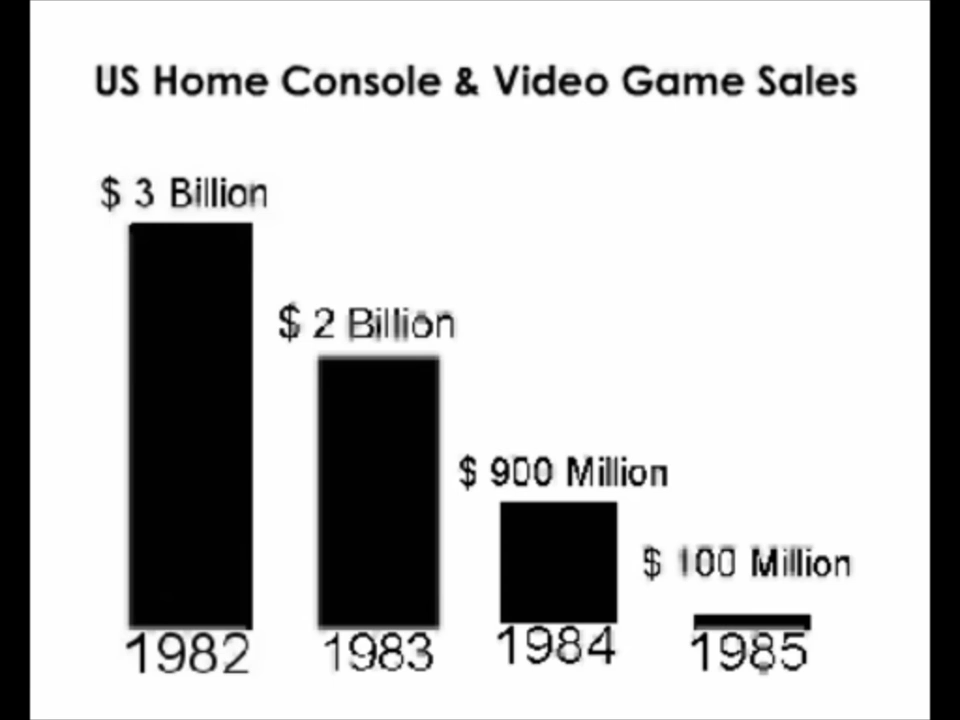 US Home Console & Video Game Sales
$ 3 Billion
$ 2 Billion
$ 900 Million
$ 100 Million
1982
1983
1984
1985